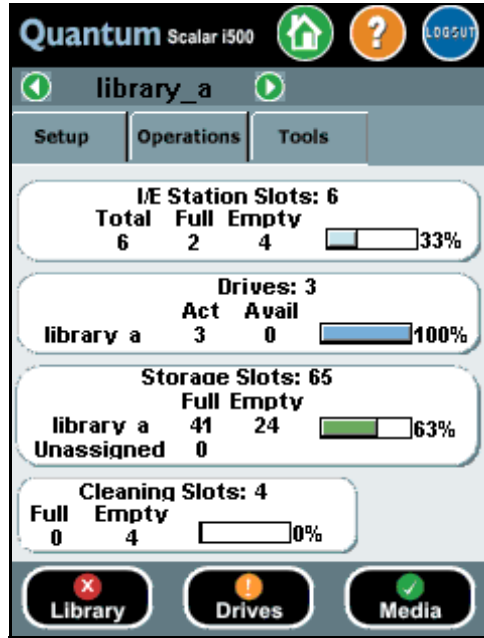 Quantum Scalar i500 ? LOGOUT
library_a
Setup Operations Tools
I/E Station Slots: 6
Total Full Empty
6 2 4 33%
Drives: 3
Act Avail
library_a 3 0 100%
Storage Slots: 65
Full Empty
library_a 41 24 63%
Unassigned 0
Cleaning Slots: 4
Full Empty
0 4 0%
! 
Library Drives Media